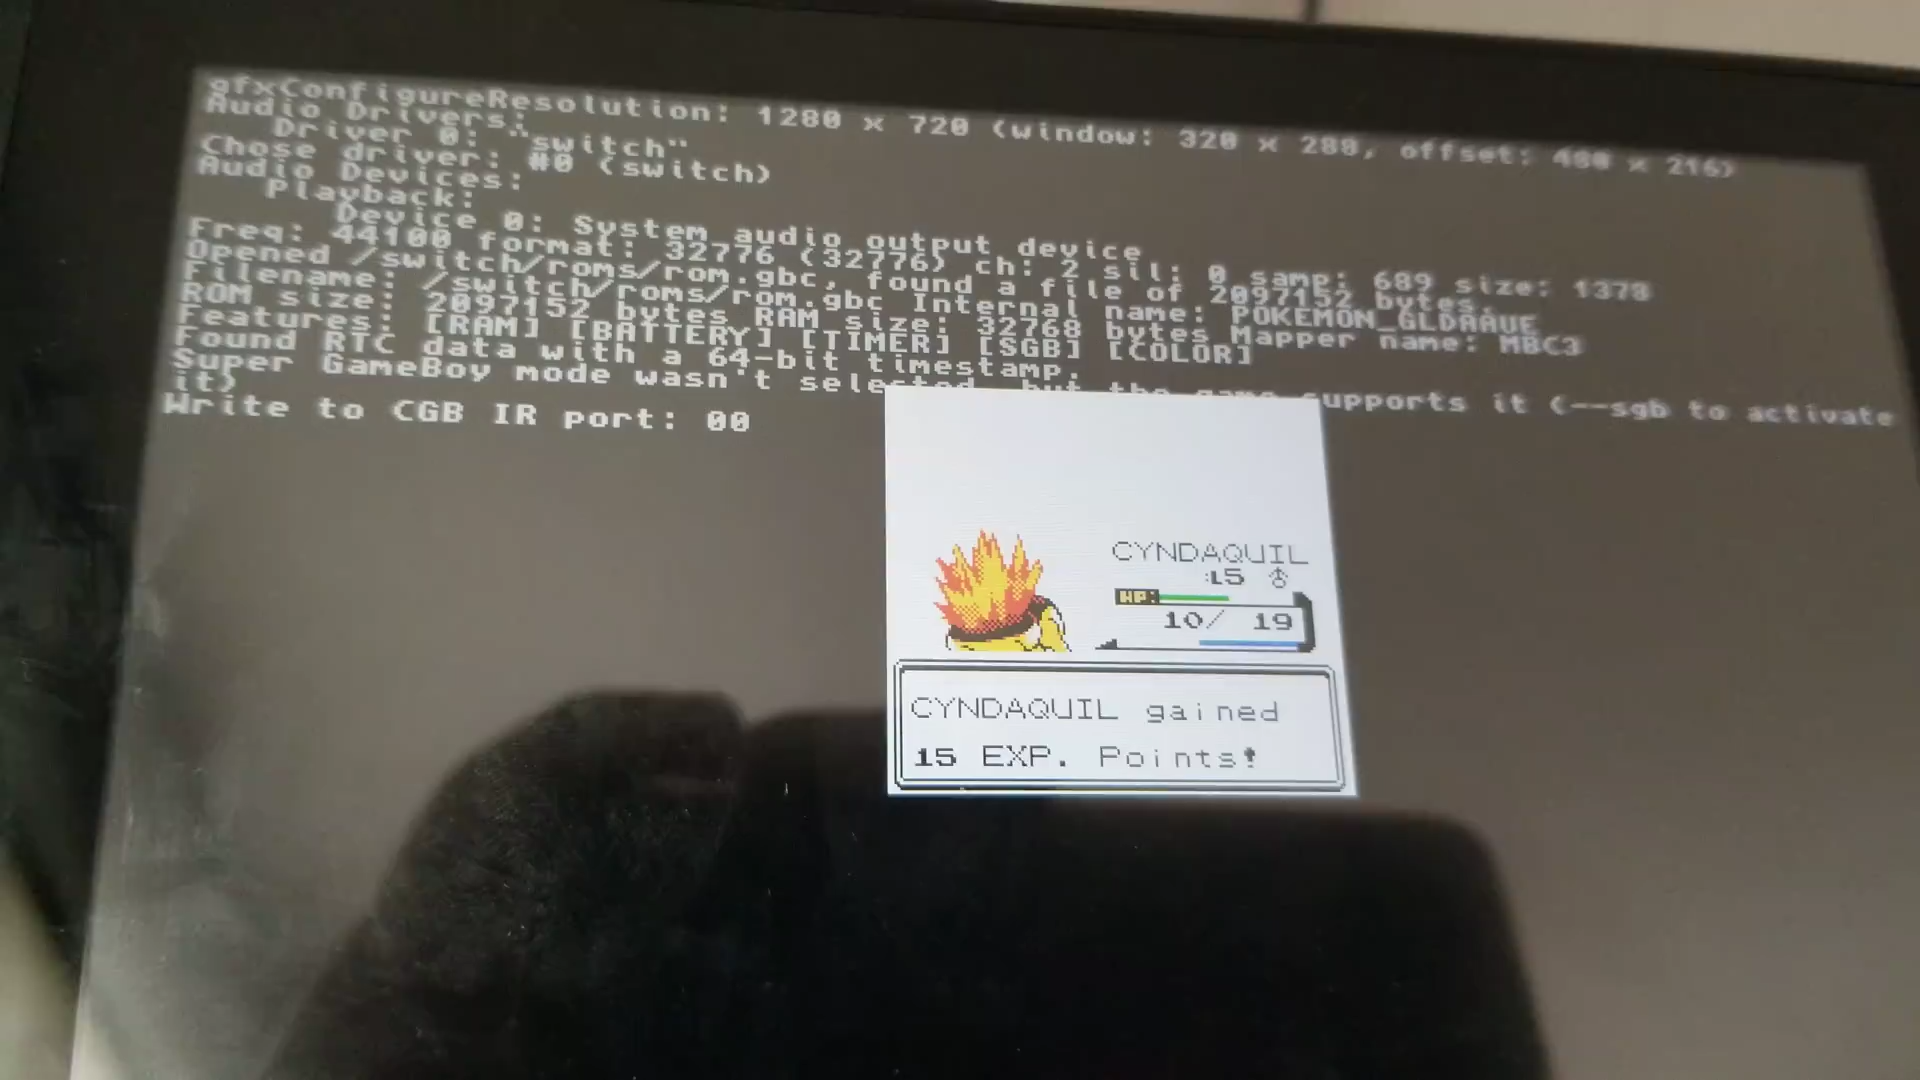 gfxConfigureResolution: 1280 x 720 (window: 320 x 288, offset: 480 x 216)
Audio Drivers:
Driver 0: "switch"
Chose driver: #0 (switch)
Audio Devices:
Playback:
Device 0: System audio output device
Freq: 44100 format: 32776 (32776) ch: 2 sil: 0 samp: 689 size: 1378
Opened /switch/roms/rom.gbc, found a file of 2097152 bytes.
Filename: /switch/roms/rom.gbc Internal name: POKEMON_GLDAAUE
ROM size: 2097152 bytes RAM size: 32768 bytes Mapper name: MBC3
Features: [RAM] [BATTERY] [TIMER] [SGB] [COLOR]
Found RTC data with a 64-bit timestamp.
Super GameBoy mode wasn't selected, but the game supports it (--sgb to activate
it)
Write to CGB IR port: 00
CYNDAQUIL
:L5 ♂
HP:
10/ 19
CYNDAQUIL gained
15 EXP. Points!